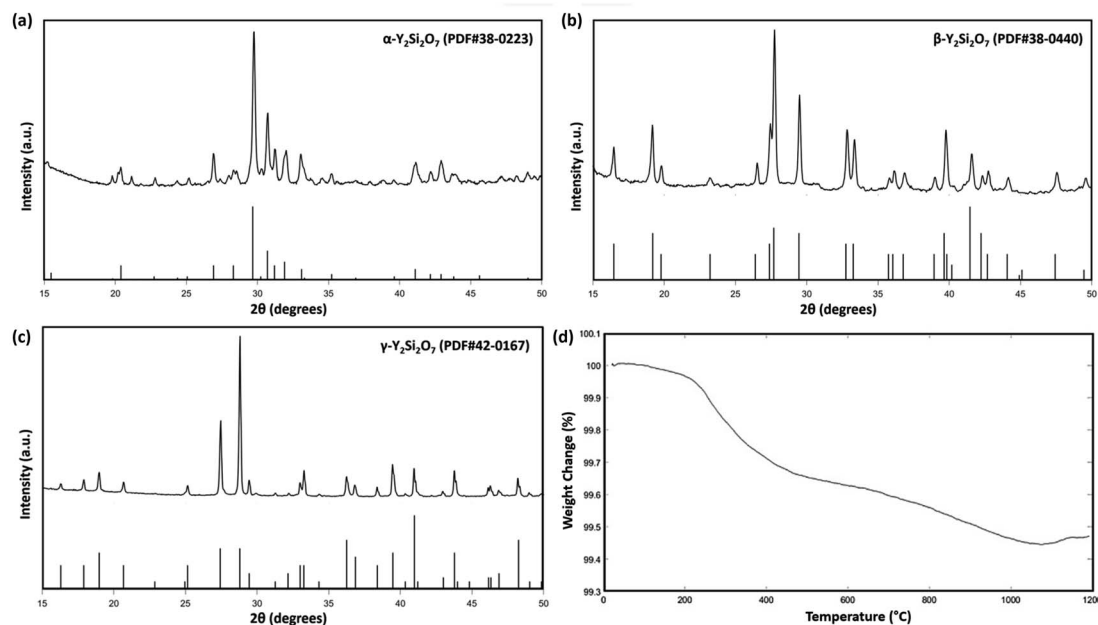 (a)
α-Y₂Si₂O₇ (PDF#38-0223)
Intensity (a.u.)
15 20 25 30 35 40 45 50
2θ (degrees)
(b)
β-Y₂Si₂O₇ (PDF#38-0440)
Intensity (a.u.)
15 20 25 30 35 40 45 50
2θ (degrees)
(c)
γ-Y₂Si₂O₇ (PDF#42-0167)
Intensity (a.u.)
15 20 25 30 35 40 45 50
2θ (degrees)
(d)
100.1
100
99.9
99.8
99.7
99.6
99.5
99.4
99.3
Weight Change (%)
0 200 400 600 800 1000 1200
Temperature (°C)